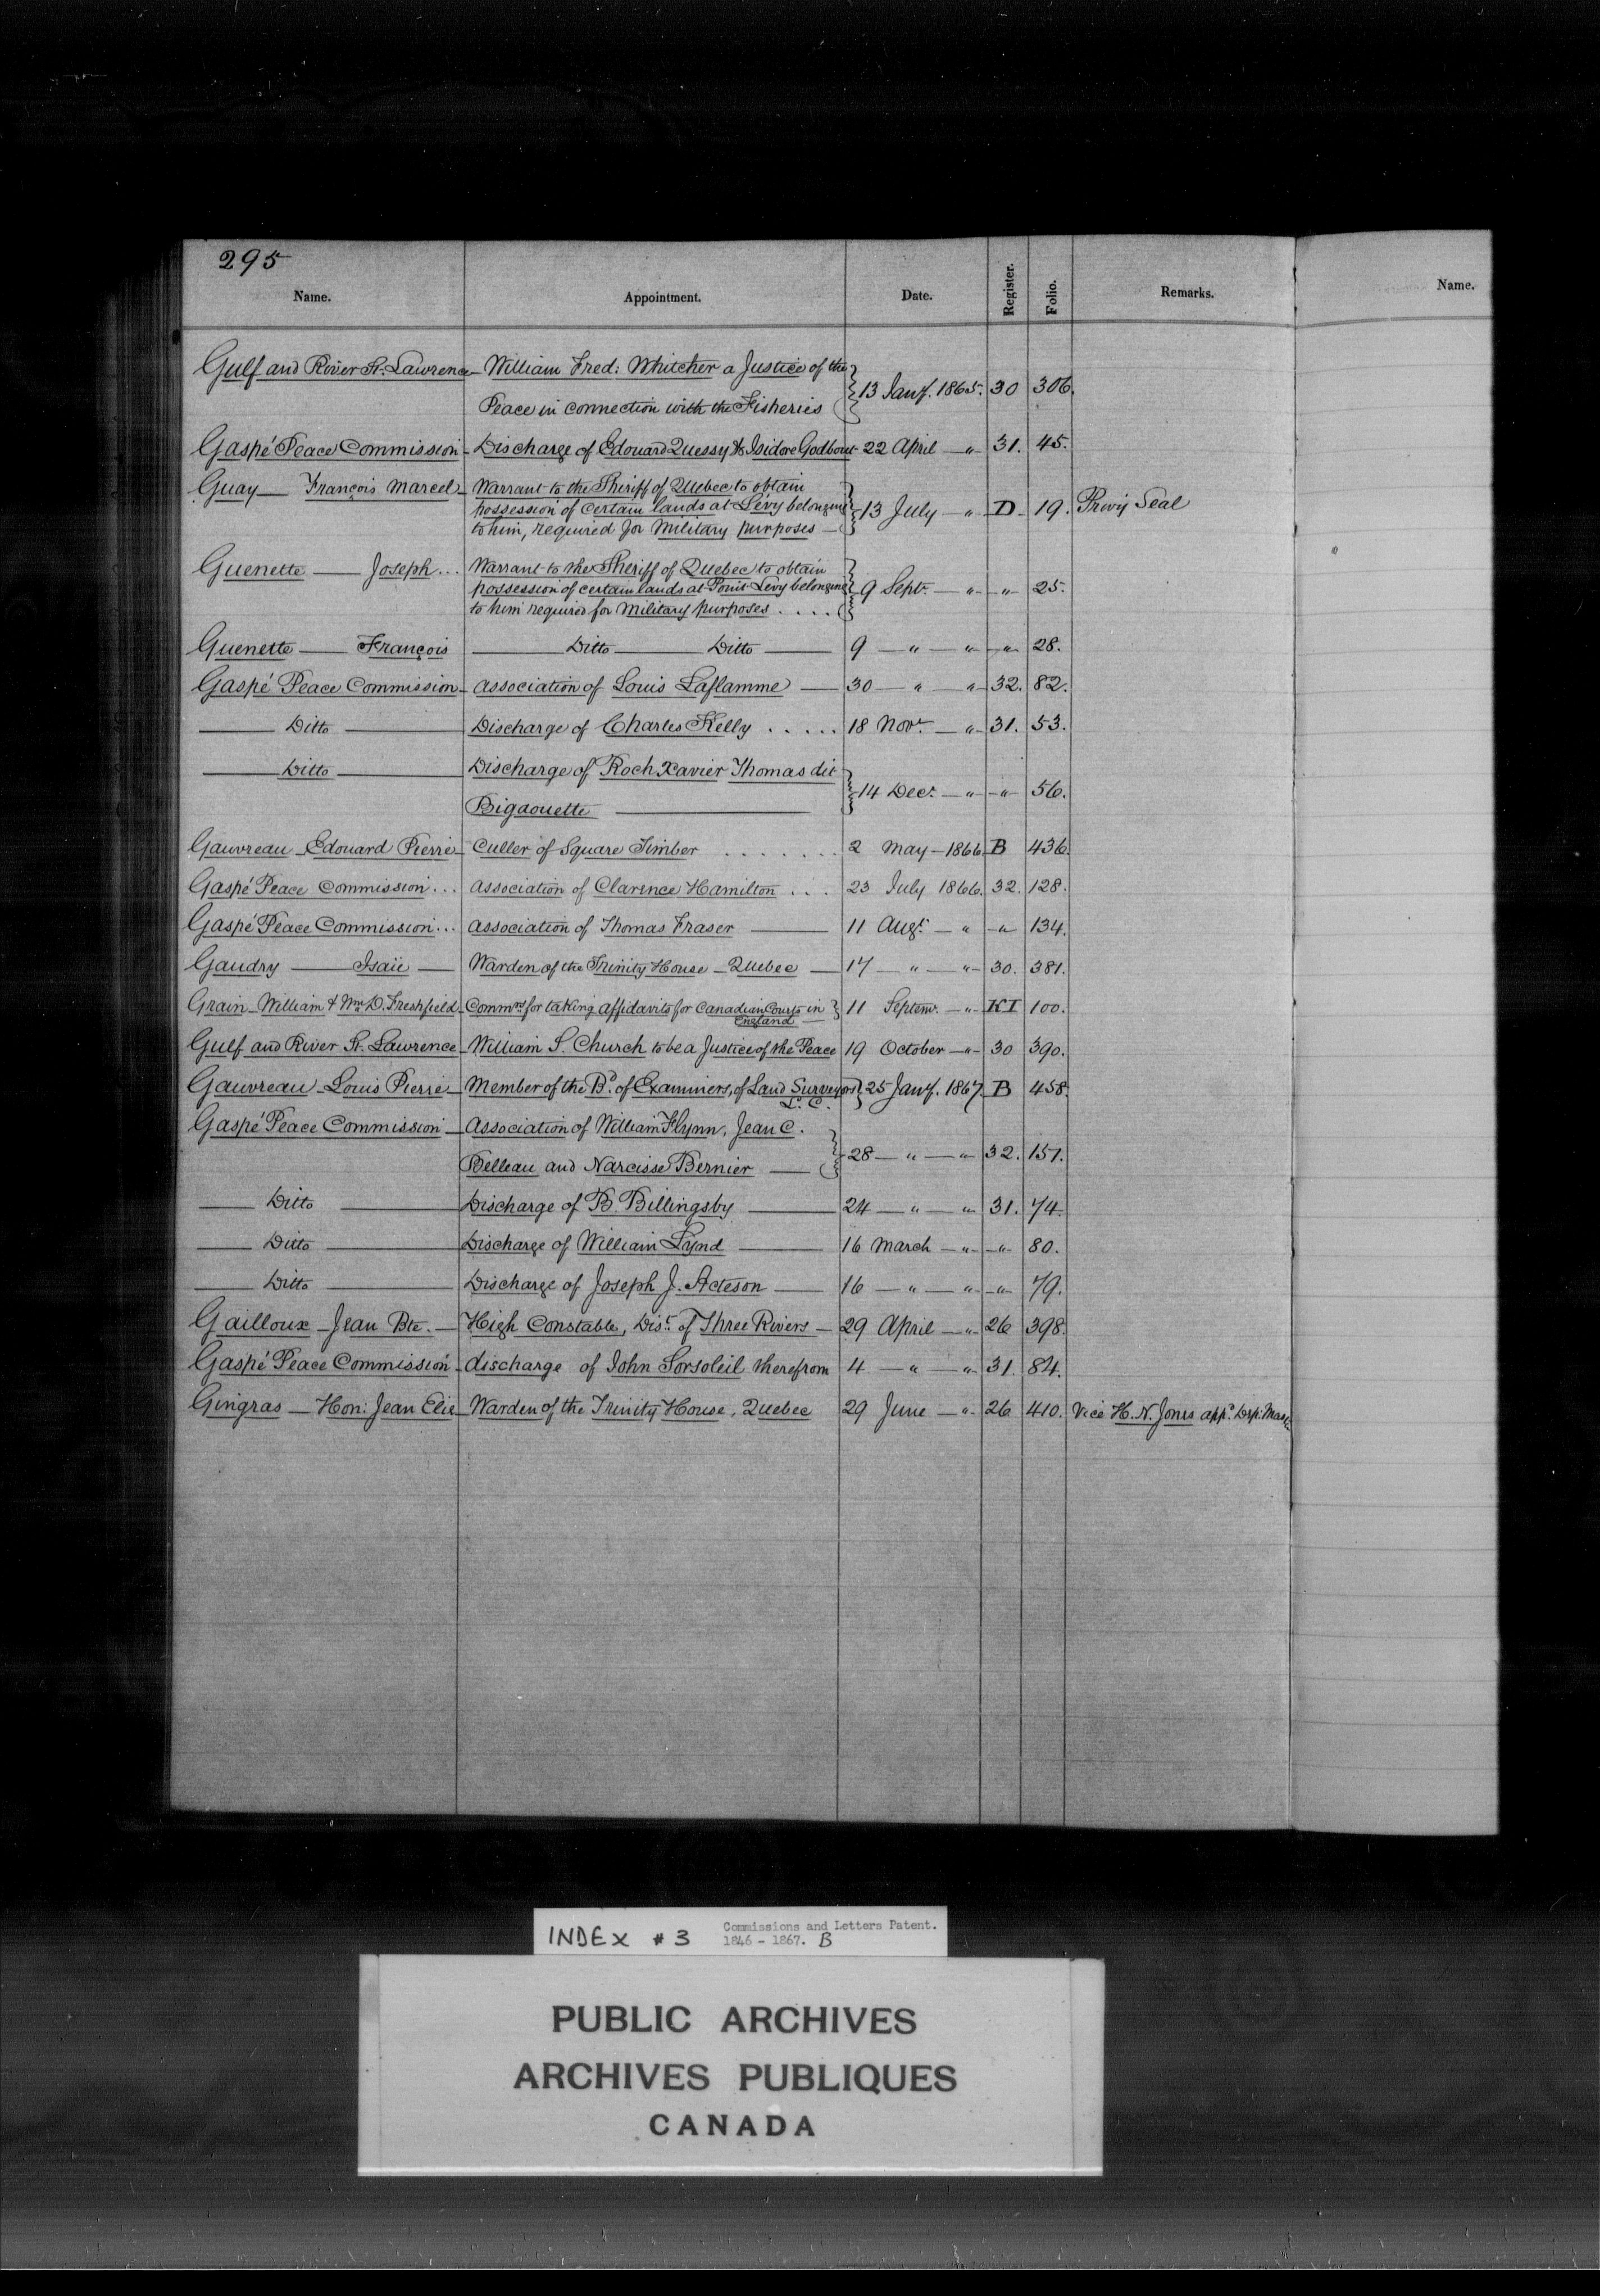 295
Name. Appointment. Date. Register. Folio. Remarks. Name.
Gulf and River St. Lawrence — William Fred: Whitcher a Justice of the
Peace in connection with the Fisheries } 13 Jany. 1865. 30 306.
Gaspé Peace Commission — Discharge of Edouard Quessy & Isidore Godbout — 22 April — " — 31. 45.
Guay — François Marcel — Warrant to the Sheriff of Quebec to obtain
possession of certain lands at Lévy belonging } 13 July — " — D — 19. Privy Seal
to him, required for Military purposes —
Guenette — Joseph ... Warrant to the Sheriff of Quebec to obtain
possession of certain lands at Point Levy belonging } 9 Sept. — " — " — 25.
to him required for Military purposes ....
Guenette — François — Ditto — Ditto — 9 — " — " — " — 28.
Gaspé Peace Commission — Association of Louis Laflamme — 30 — " — " — 32. 82.
— Ditto — Discharge of Charles Kelly ..... 18 Novr. — " — 31. 53.
— Ditto — Discharge of Roch Xavier Thomas dit
Bigaouette — } 14 Decr. — " — " — 56.
Gauvreau — Edouard Pierre — Culler of Square Timber ....... 2 May — 1866. B 436.
Gaspé Peace Commission ... Association of Clarence Hamilton ... 23 July 1866. 32. 128.
Gaspé Peace Commission ... Association of Thomas Fraser — 11 Augt. — " — " — 134.
Gaudry — Isaïe — Warden of the Trinity House — Quebec — 17 — " — " — 30. 381.
Grain — William & Wm D. Freshfield — Commrs for taking Affidavits for Canadian Courts in } 11 Septem. — " — KI 100.
England —
Gulf and River St. Lawrence — William S. Church to be a Justice of the Peace 19 October — " — 30 390.
Gauvreau — Louis Pierre — Member of the Bd. of Examiners, of Land Surveyors } 25 Jany. 1867. B 458.
L. C.
Gaspé Peace Commission — Association of William Flynn, Jean C.
Belleau and Narcisse Bernier — } 28 — " — " — 32. 151.
— Ditto — Discharge of B. Billingsby — 24 — " — " — 31. 74.
— Ditto — Discharge of William Lynd — 16 March — " — " — 80.
— Ditto — Discharge of Joseph J. Acteson — 16 — " — " — " — 79.
Gailloux — Jean Bte. — High Constable, Dist. of Three Rivers — 29 April — " — 26 398.
Gaspé Peace Commission — discharge of John Sorsoleil therefrom 4 — " — " — 31. 84.
Gingras — Hon: Jean Elie — Warden of the Trinity House, Quebec 29 June — " — 26 410. Vice H. N. Jones appd. Dep: Mast.
INDEX # 3 Commissions and Letters Patent.
1846 - 1867. B
PUBLIC ARCHIVES
ARCHIVES PUBLIQUES
CANADA